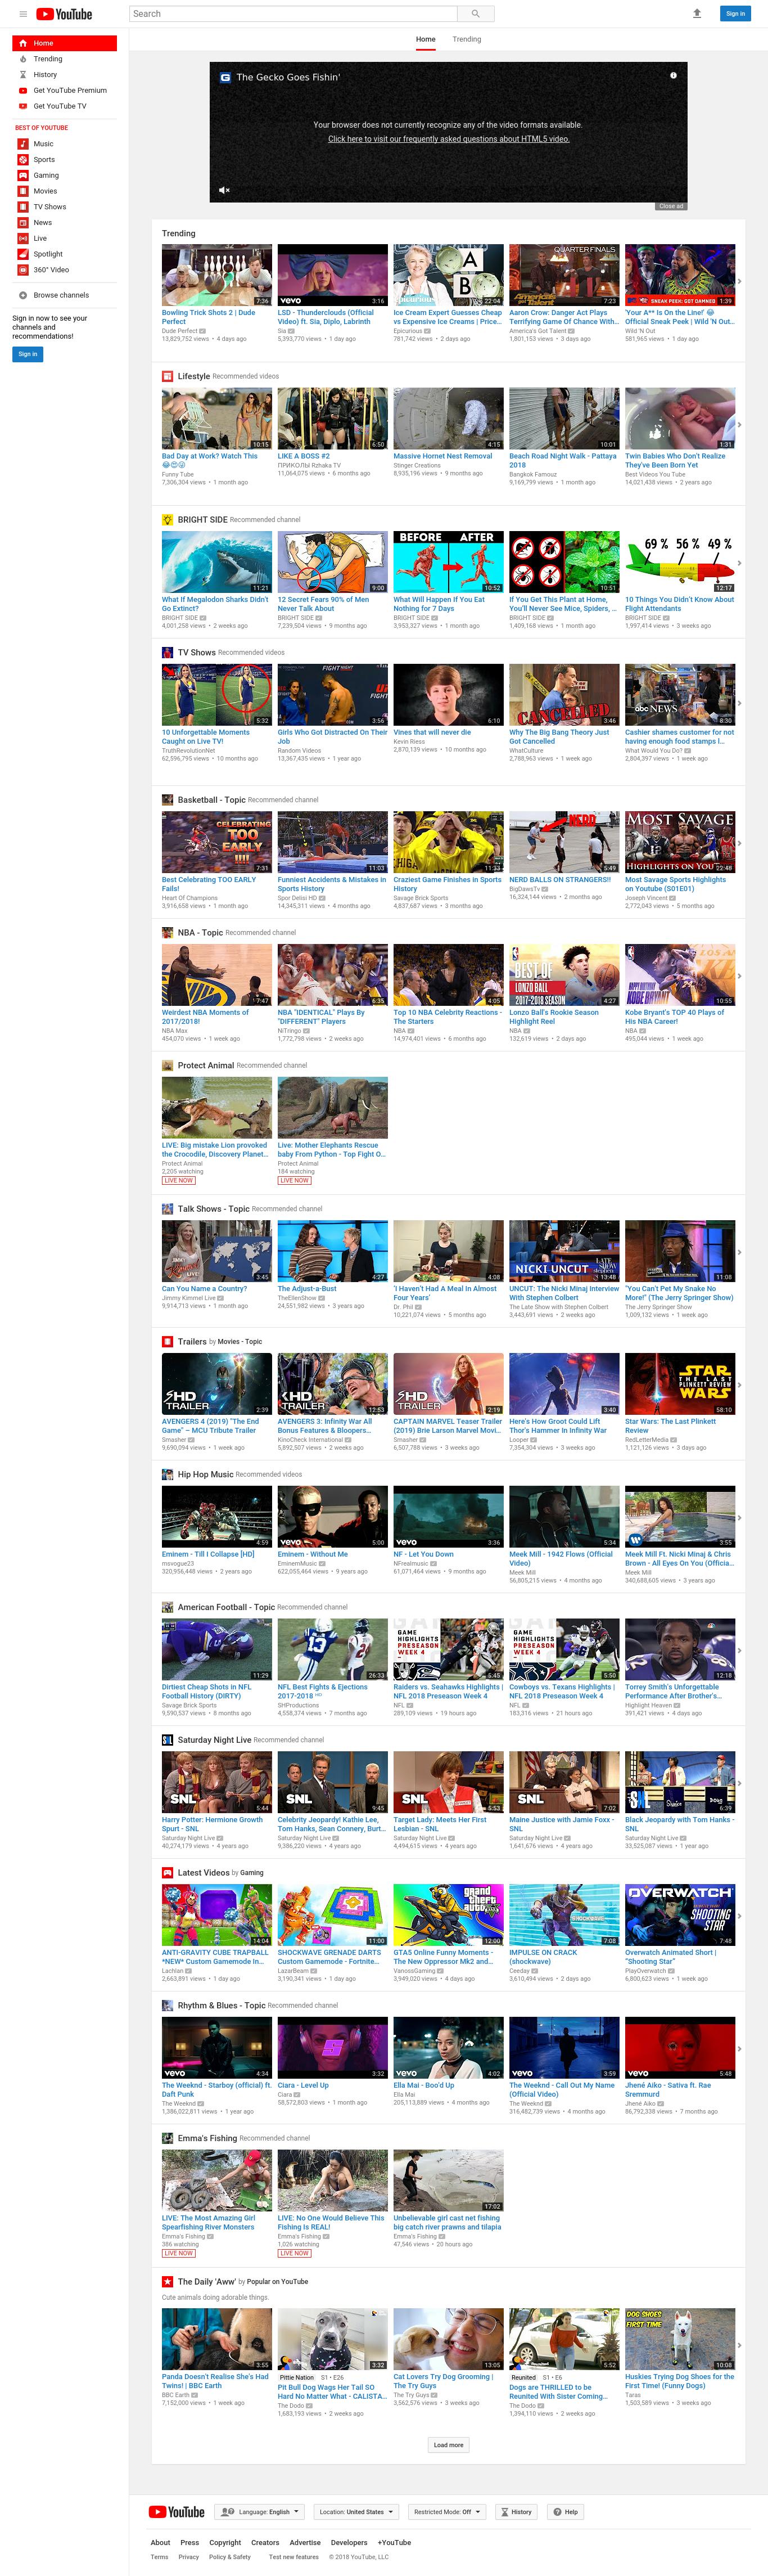 YouTube
Search
Sign in
Home
Trending
History
Get YouTube Premium
Get YouTube TV
BEST OF YOUTUBE
Music
Sports
Gaming
Movies
TV Shows
News
Live
Spotlight
360° Video
Browse channels
Sign in now to see your
channels and
recommendations!
Sign in
Home Trending
The Gecko Goes Fishin'
Your browser does not currently recognize any of the video formats available.
Click here to visit our frequently asked questions about HTML5 video.
Close ad
Trending
Bowling Trick Shots 2 | Dude
Perfect
Dude Perfect
13,829,752 views • 4 days ago
LSD - Thunderclouds (Official
Video) ft. Sia, Diplo, Labrinth
Sia
5,393,770 views • 1 day ago
Ice Cream Expert Guesses Cheap
vs Expensive Ice Creams | Price...
Epicurious
781,742 views • 2 days ago
Aaron Crow: Danger Act Plays
Terrifying Game Of Chance With...
America's Got Talent
1,801,153 views • 3 days ago
'Your A** Is On the Line!' 😂
Official Sneak Peek | Wild 'N Out...
Wild 'N Out
581,965 views • 1 day ago
Lifestyle Recommended videos
Bad Day at Work? Watch This
Funny Tube
7,306,304 views • 1 month ago
LIKE A BOSS #2
ПРИКОЛЫ Rzhaka TV
11,064,075 views • 6 months ago
Massive Hornet Nest Removal
Stinger Creations
8,935,196 views • 9 months ago
Beach Road Night Walk - Pattaya
2018
Bangkok Famouz
9,169,799 views • 1 month ago
Twin Babies Who Don't Realize
They've Been Born Yet
Best Videos You Tube
14,021,438 views • 2 years ago
BRIGHT SIDE Recommended channel
What If Megalodon Sharks Didn't
Go Extinct?
BRIGHT SIDE
4,001,258 views • 2 weeks ago
12 Secret Fears 90% of Men
Never Talk About
BRIGHT SIDE
7,239,504 views • 9 months ago
What Will Happen If You Eat
Nothing for 7 Days
BRIGHT SIDE
3,953,327 views • 1 month ago
If You Get This Plant at Home,
You'll Never See Mice, Spiders, ...
BRIGHT SIDE
1,409,168 views • 1 month ago
10 Things You Didn't Know About
Flight Attendants
BRIGHT SIDE
1,997,414 views • 3 weeks ago
TV Shows Recommended videos
10 Unforgettable Moments
Caught on Live TV!
TruthRevolutionNet
62,596,795 views • 10 months ago
Girls Who Got Distracted On Their
Job
Random Videos
13,367,435 views • 1 year ago
Vines that will never die
Kevin Riess
2,870,139 views • 10 months ago
Why The Big Bang Theory Just
Got Cancelled
WhatCulture
2,788,963 views • 1 week ago
Cashier shames customer for not
having enough food stamps l...
What Would You Do?
2,804,397 views • 1 week ago
Basketball - Topic Recommended channel
Best Celebrating TOO EARLY
Fails!
Heart Of Champions
3,916,658 views • 1 month ago
Funniest Accidents & Mistakes in
Sports History
Spor Delisi HD
14,345,311 views • 4 months ago
Craziest Game Finishes in Sports
History
Savage Brick Sports
4,837,687 views • 3 months ago
NERD BALLS ON STRANGERS!!
BigDawsTv
16,324,144 views • 2 months ago
Most Savage Sports Highlights
on Youtube (S01E01)
Joseph Vincent
2,772,043 views • 5 months ago
NBA - Topic Recommended channel
Weirdest NBA Moments of
2017/2018!
NBA Max
454,070 views • 1 week ago
NBA "IDENTICAL" Plays By
"DIFFERENT" Players
NiTringo
1,772,798 views • 2 weeks ago
Top 10 NBA Celebrity Reactions -
The Starters
NBA
14,974,401 views • 6 months ago
Lonzo Ball's Rookie Season
Highlight Reel
NBA
132,619 views • 2 days ago
Kobe Bryant's TOP 40 Plays of
His NBA Career!
NBA
495,044 views • 1 week ago
Protect Animal Recommended channel
LIVE: Big mistake Lion provoked
the Crocodile, Discovery Planet...
Protect Animal
2,205 watching
LIVE NOW
Live: Mother Elephants Rescue
baby From Python - Top Fight O...
Protect Animal
184 watching
LIVE NOW
Talk Shows - Topic Recommended channel
Can You Name a Country?
Jimmy Kimmel Live
9,914,713 views • 1 month ago
The Adjust-a-Bust
TheEllenShow
24,551,982 views • 3 years ago
'I Haven't Had A Meal In Almost
Four Years'
Dr. Phil
10,221,074 views • 5 months ago
UNCUT: The Nicki Minaj Interview
With Stephen Colbert
The Late Show with Stephen Colbert
3,443,691 views • 2 weeks ago
"You Can't Pet My Snake No
More!" (The Jerry Springer Show)
The Jerry Springer Show
1,009,132 views • 1 week ago
Trailers by Movies - Topic
AVENGERS 4 (2019) "The End
Game" – MCU Tribute Trailer
Smasher
9,690,094 views • 1 week ago
AVENGERS 3: Infinity War All
Bonus Features & Bloopers...
KinoCheck International
5,892,507 views • 2 weeks ago
CAPTAIN MARVEL Teaser Trailer
(2019) Brie Larson Marvel Movi...
Smasher
6,507,788 views • 3 weeks ago
Here's How Groot Could Lift
Thor's Hammer In Infinity War
Looper
7,354,304 views • 3 weeks ago
Star Wars: The Last Plinkett
Review
RedLetterMedia
1,121,126 views • 3 days ago
Hip Hop Music Recommended videos
Eminem - Till I Collapse [HD]
msvogue23
320,956,448 views • 2 years ago
Eminem - Without Me
EminemMusic
622,055,464 views • 9 years ago
NF - Let You Down
NFrealmusic
61,071,464 views • 9 months ago
Meek Mill - 1942 Flows (Official
Video)
Meek Mill
56,805,215 views • 4 months ago
Meek Mill Ft. Nicki Minaj & Chris
Brown - All Eyes On You (Officia...
Meek Mill
340,688,605 views • 3 years ago
American Football - Topic Recommended channel
Dirtiest Cheap Shots in NFL
Football History (DIRTY)
Savage Brick Sports
9,590,537 views • 8 months ago
NFL Best Fights & Ejections
2017-2018
SHProductions
4,558,374 views • 7 months ago
Raiders vs. Seahawks Highlights |
NFL 2018 Preseason Week 4
NFL
289,109 views • 19 hours ago
Cowboys vs. Texans Highlights |
NFL 2018 Preseason Week 4
NFL
183,316 views • 21 hours ago
Torrey Smith's Unforgettable
Performance After Brother's...
Highlight Heaven
391,421 views • 4 days ago
Saturday Night Live Recommended channel
Harry Potter: Hermione Growth
Spurt - SNL
Saturday Night Live
40,274,179 views • 4 years ago
Celebrity Jeopardy! Kathie Lee,
Tom Hanks, Sean Connery, Burt...
Saturday Night Live
9,386,220 views • 4 years ago
Target Lady: Meets Her First
Lesbian - SNL
Saturday Night Live
4,494,615 views • 4 years ago
Maine Justice with Jamie Foxx -
SNL
Saturday Night Live
1,641,676 views • 4 years ago
Black Jeopardy with Tom Hanks -
SNL
Saturday Night Live
33,525,087 views • 1 year ago
Latest Videos by Gaming
ANTI-GRAVITY CUBE TRAPBALL
*NEW* Custom Gamemode In...
Lachlan
2,663,891 views • 1 day ago
SHOCKWAVE GRENADE DARTS
Custom Gamemode - Fortnite...
LazarBeam
3,190,341 views • 1 day ago
GTA5 Online Funny Moments -
The New Oppressor Mk2 and...
VanossGaming
3,949,020 views • 4 days ago
IMPULSE ON CRACK
(shockwave)
Ceeday
3,610,494 views • 2 days ago
Overwatch Animated Short |
"Shooting Star"
PlayOverwatch
6,800,623 views • 1 week ago
Rhythm & Blues - Topic Recommended channel
The Weeknd - Starboy (official) ft.
Daft Punk
The Weeknd
1,386,022,811 views • 1 year ago
Ciara - Level Up
Ciara
58,572,803 views • 1 month ago
Ella Mai - Boo'd Up
Ella Mai
205,113,889 views • 4 months ago
The Weeknd - Call Out My Name
(Official Video)
The Weeknd
316,482,739 views • 4 months ago
Jhené Aiko - Sativa ft. Rae
Sremmurd
Jhené Aiko
86,792,338 views • 7 months ago
Emma's Fishing Recommended channel
LIVE: The Most Amazing Girl
Spearfishing River Monsters
Emma's Fishing
386 watching
LIVE NOW
LIVE: No One Would Believe This
Fishing Is REAL!
Emma's Fishing
1,026 watching
LIVE NOW
Unbelievable girl cast net fishing
big catch river prawns and tilapia
Emma's Fishing
47,546 views • 20 hours ago
The Daily 'Aww' by Popular on YouTube
Cute animals doing adorable things.
Panda Doesn't Realise She's Had
Twins! | BBC Earth
BBC Earth
7,152,000 views • 1 week ago
Pittie Nation S1 • E26
Pit Bull Dog Wags Her Tail SO
Hard No Matter What - CALISTA...
The Dodo
1,683,193 views • 2 weeks ago
Cat Lovers Try Dog Grooming |
The Try Guys
The Try Guys
3,562,576 views • 3 weeks ago
Reunited S1 • E6
Dogs are THRILLED to be
Reunited With Sister Coming...
The Dodo
1,394,110 views • 2 weeks ago
Huskies Trying Dog Shoes for the
First Time! (Funny Dogs)
Taras
1,503,589 views • 3 weeks ago
Load more
YouTube
Language: English
Location: United States
Restricted Mode: Off
History
Help
About Press Copyright Creators Advertise Developers +YouTube
Terms Privacy Policy & Safety Test new features © 2018 YouTube, LLC